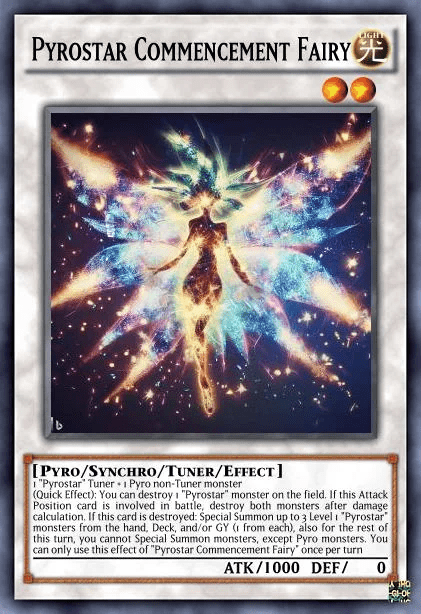 PYROSTAR COMMENCEMENT FAIRY
LIGHT
光
b
[PYRO/SYNCHRO/TUNER/EFFECT]
1 "Pyrostar" Tuner + 1 Pyro non-Tuner monster
(Quick Effect): You can destroy 1 "Pyrostar" monster on the field. If this Attack
Position card is involved in battle, destroy both monsters after damage
calculation. If this card is destroyed: Special Summon up to 3 Level 1 "Pyrostar"
monsters from the hand, Deck, and/or GY (1 from each), also for the rest of
this turn, you cannot Special Summon monsters, except Pyro monsters. You
can only use this effect of "Pyrostar Commencement Fairy" once per turn
ATK/1000 DEF/ 0